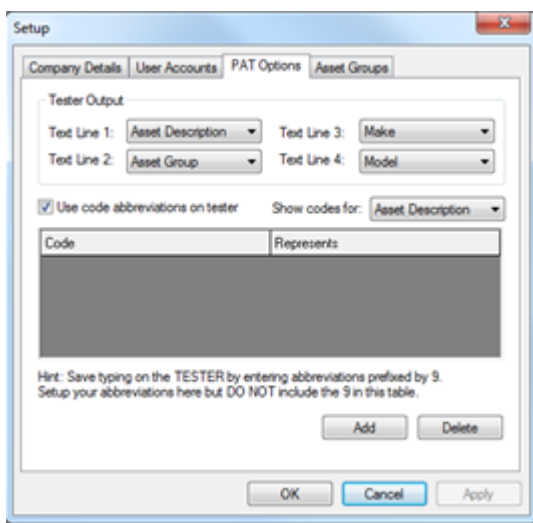 Setup
Company Details User Accounts PAT Options Asset Groups
Tester Output
Text Line 1: Asset Description Text Line 3: Make
Text Line 2: Asset Group Text Line 4: Model
Use code abbreviations on tester Show codes for: Asset Description
Code Represents
Hint: Save typing on the TESTER by entering abbreviations prefixed by 9.
Setup your abbreviations here but DO NOT include the 9 in this table.
Add Delete
OK Cancel Apply